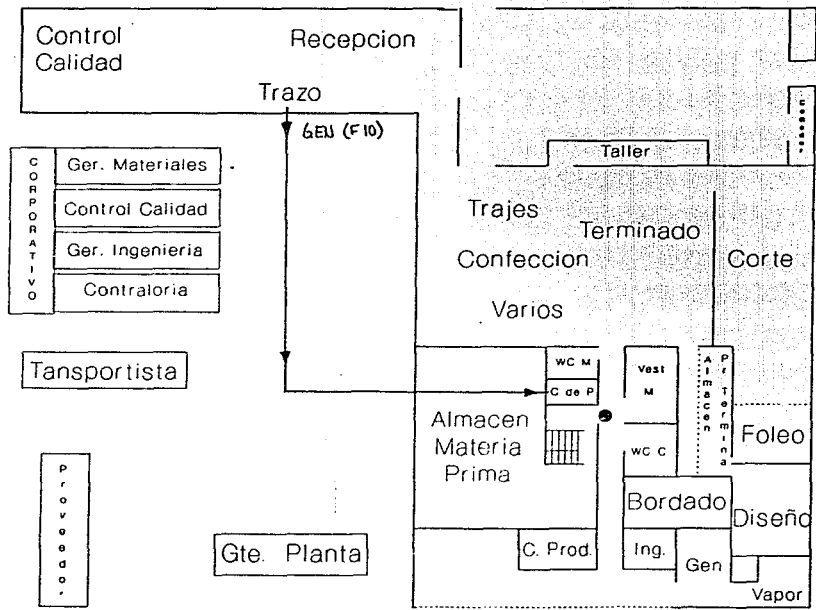 Control
Calidad
Recepcion
Trazo
GEN (F10)
CORPORATIVO
Ger. Materiales
Control Calidad
Ger. Ingenieria
Contraloria
Tansportista
Proveedor
Gte. Planta
Taller
Trajes
Terminado
Confeccion
Corte
Varios
WC M
C de P
Vest
M
WC C
Almacen
Pr Termina
Almacen
Materia
Prima
Foleo
Bordado
Diseño
C. Prod.
Ing.
Gen
Vapor